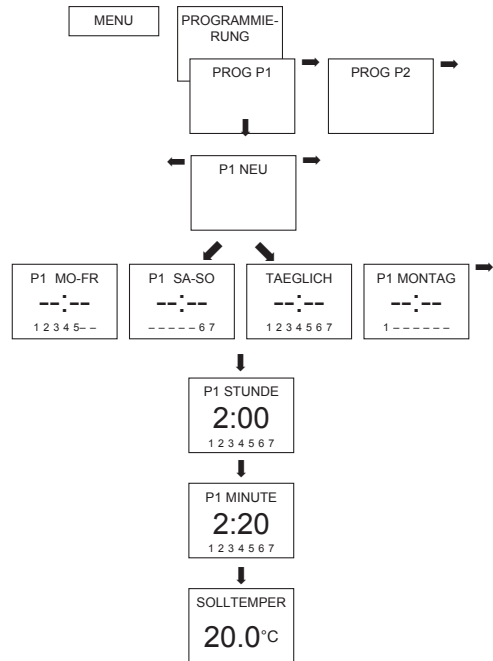 MENU
PROGRAMMIE-
RUNG
PROG P1
PROG P2
P1 NEU
P1 MO-FR
--:--
1 2 3 4 5 – –
P1 SA-SO
--:--
– – – – – 6 7
TAEGLICH
--:--
1 2 3 4 5 6 7
P1 MONTAG
--:--
1 – – – – – –
P1 STUNDE
2:00
1 2 3 4 5 6 7
P1 MINUTE
2:20
1 2 3 4 5 6 7
SOLLTEMPER
20.0°C